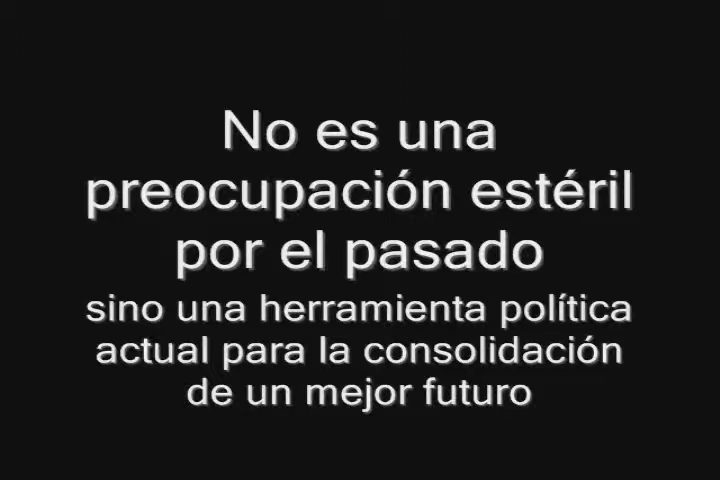 No es una
preocupación estéril
por el pasado
sino una herramienta política
actual para la consolidación
de un mejor futuro